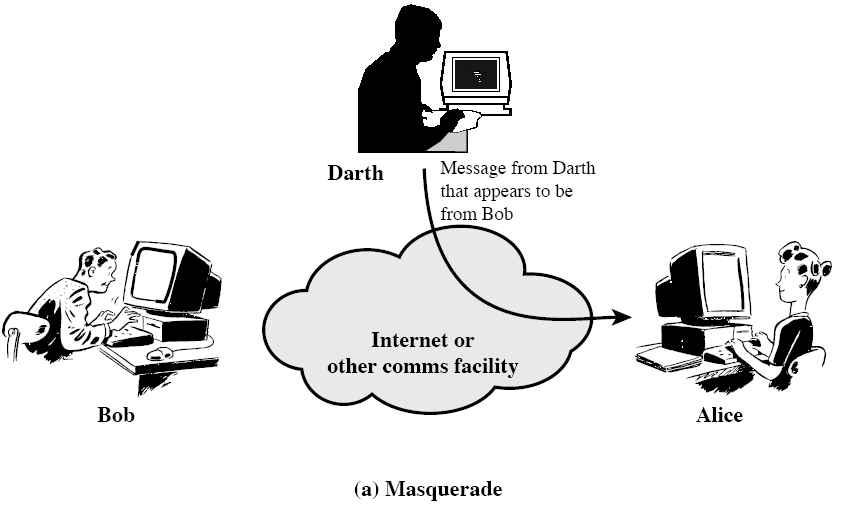 Darth
Message from Darth
that appears to be
from Bob
Internet or
other comms facility
Bob
Alice
(a) Masquerade